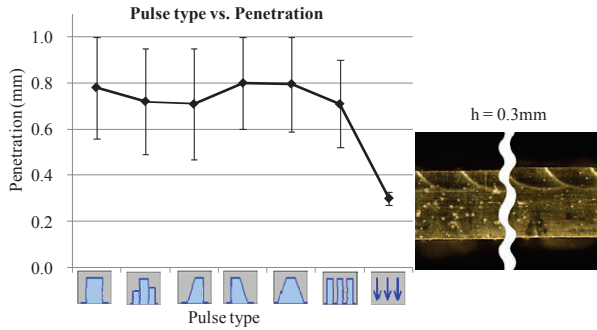 Pulse type vs. Penetration
1.0
0.8
0.6
0.4
0.2
0.0
Penetration (mm)
Pulse type
h = 0.3mm